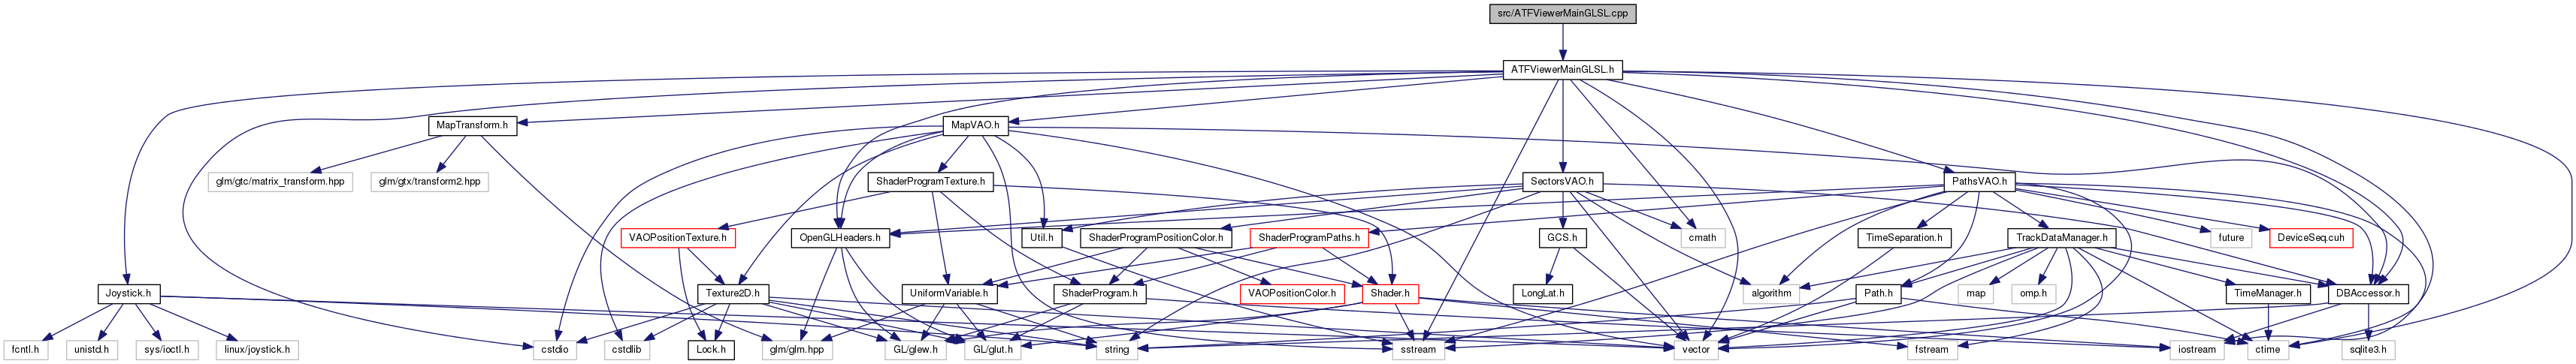 src/ATFViewerMainGLSL.cpp
ATFViewerMainGLSL.h
MapTransform.h
MapVAO.h
glm/gtc/matrix_transform.hpp
glm/gtx/transform2.hpp
ShaderProgramTexture.h
SectorsVAO.h
PathsVAO.h
VAOPositionTexture.h
OpenGLHeaders.h
Util.h
ShaderProgramPositionColor.h
ShaderProgramPaths.h
GCS.h
cmath
TimeSeparation.h
TrackDataManager.h
future
DeviceSeq.cuh
Joystick.h
Texture2D.h
UniformVariable.h
ShaderProgram.h
VAOPositionColor.h
Shader.h
LongLat.h
algorithm
Path.h
map
omp.h
TimeManager.h
DBAccessor.h
fcntl.h
unistd.h
sys/ioctl.h
linux/joystick.h
cstdio
cstdlib
Lock.h
glm/glm.hpp
GL/glew.h
GL/glut.h
string
sstream
vector
fstream
iostream
ctime
sqlite3.h